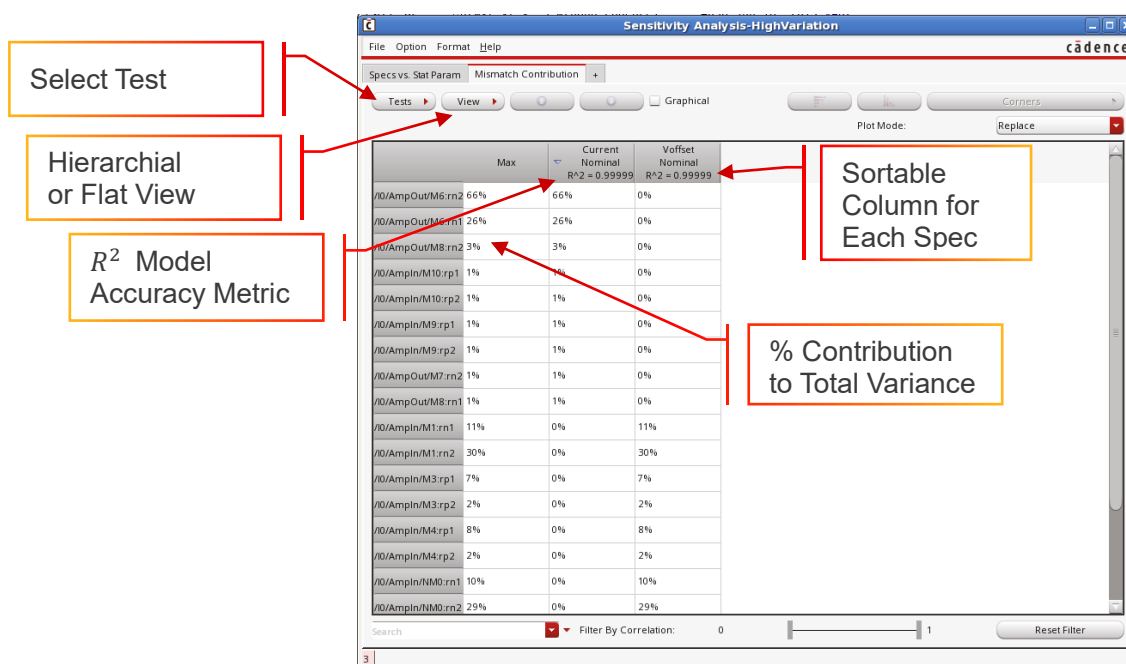 Sensitivity Analysis-HighVariation
File Option Format Help
cādence
Specs vs. Stat Param Mismatch Contribution +
Tests View Graphical Corners
Plot Mode: Replace
Max Current Nominal R^2 = 0.99999 Voffset Nominal R^2 = 0.99999
/I0/AmpOut/M6:rn2 66% 66% 0%
/I0/AmpOut/M6:rn1 26% 26% 0%
/I0/AmpOut/M8:rn2 3% 3% 0%
/I0/AmpIn/M10:rp1 1% 1% 0%
/I0/AmpIn/M10:rp2 1% 1% 0%
/I0/AmpIn/M9:rp1 1% 1% 0%
/I0/AmpIn/M9:rp2 1% 1% 0%
/I0/AmpOut/M7:rn2 1% 1% 0%
/I0/AmpOut/M8:rn1 1% 1% 0%
/I0/AmpIn/M1:rn1 11% 0% 11%
/I0/AmpIn/M1:rn2 30% 0% 30%
/I0/AmpIn/M3:rp1 7% 0% 7%
/I0/AmpIn/M3:rp2 2% 0% 2%
/I0/AmpIn/M4:rp1 8% 0% 8%
/I0/AmpIn/M4:rp2 2% 0% 2%
/I0/AmpIn/NM0:rn1 10% 0% 10%
/I0/AmpIn/NM0:rn2 29% 0% 29%
Search Filter By Correlation: 0 1 Reset Filter
3
Select Test
Hierarchial
or Flat View
R² Model
Accuracy Metric
Sortable
Column for
Each Spec
% Contribution
to Total Variance